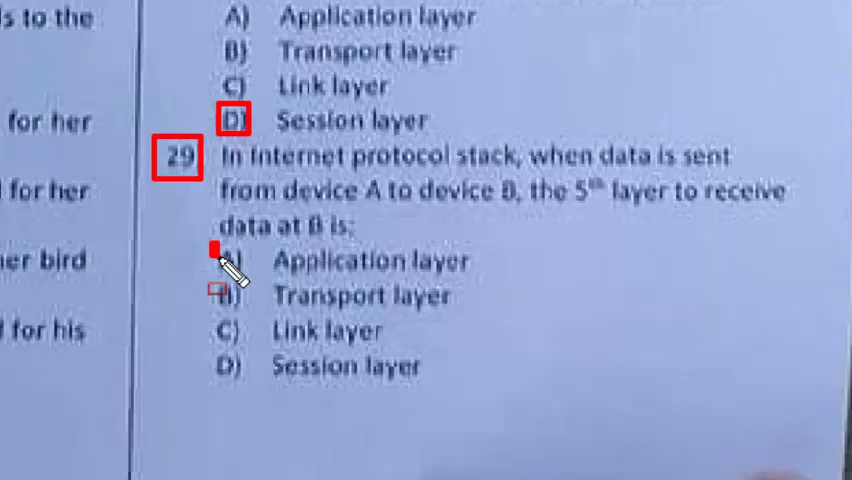 s to the
for her
for her
her bird
for his
A) Application layer
B) Transport layer
C) Link layer
D) Session layer
29. In Internet protocol stack, when data is sent
from device A to device B, the 5th layer to receive
data at B is:
A) Application layer
B) Transport layer
C) Link layer
D) Session layer